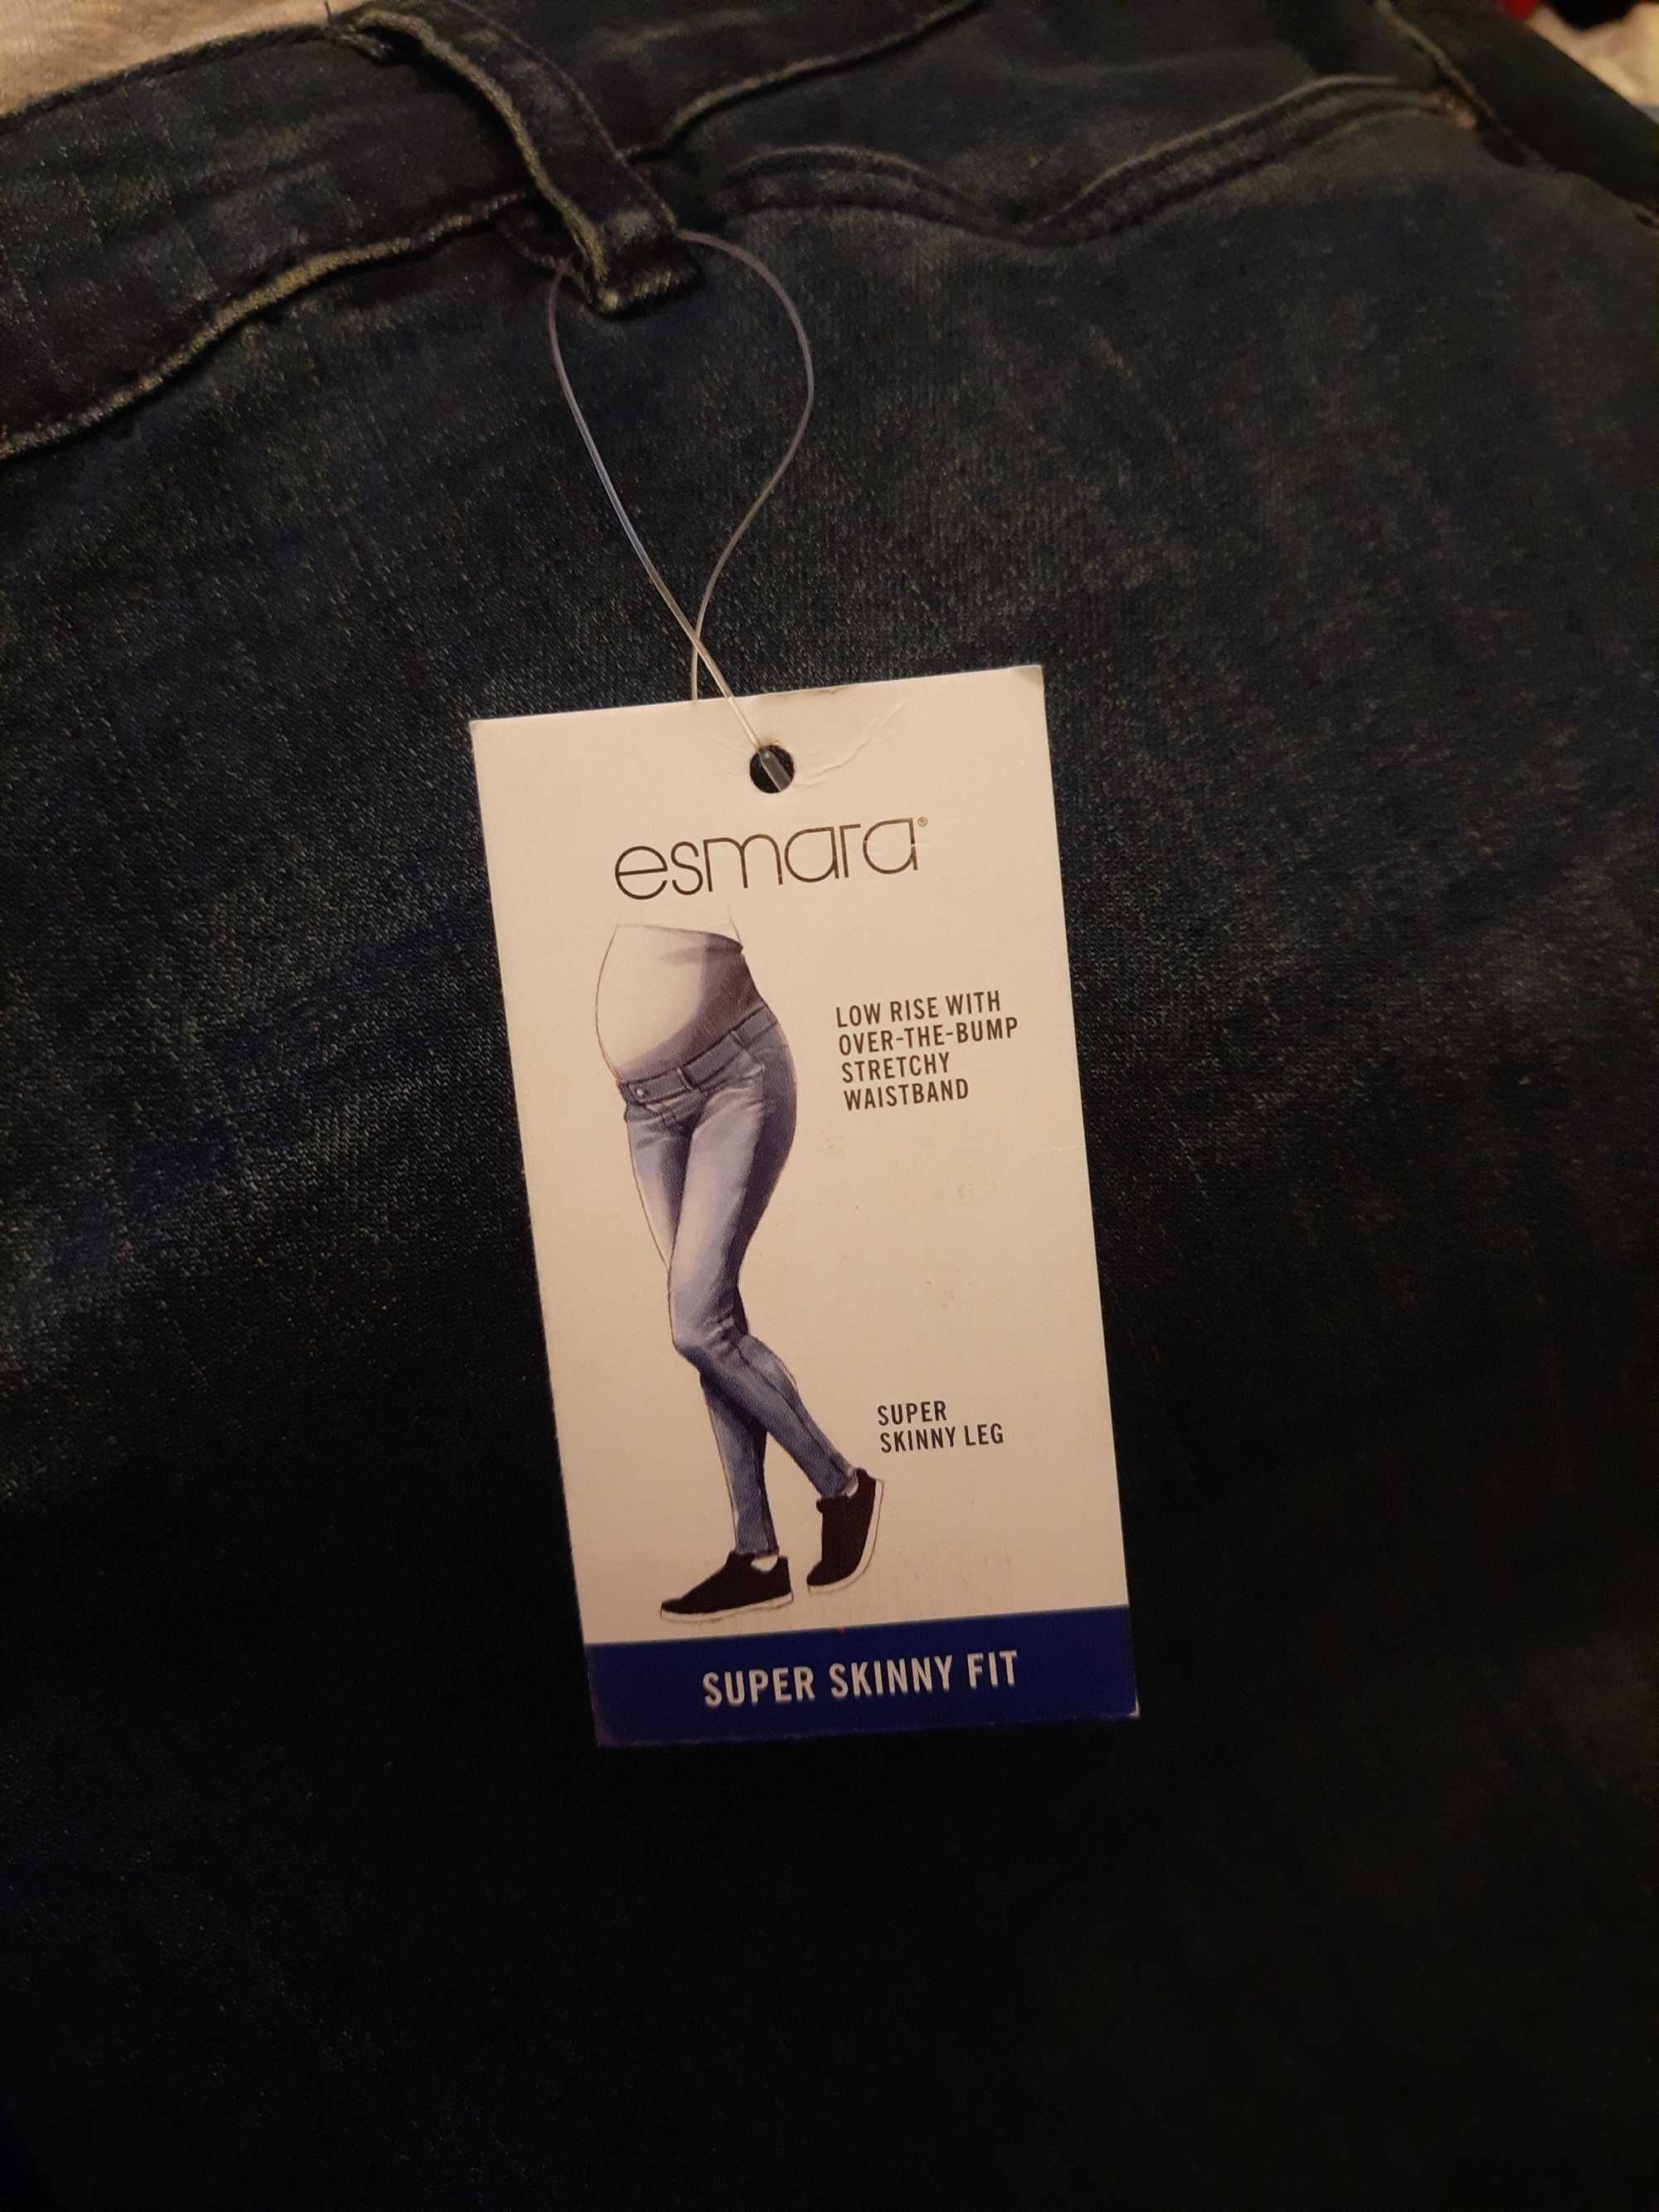 esmara®
LOW RISE WITH
OVER-THE-BUMP
STRETCHY
WAISTBAND
SUPER
SKINNY LEG
SUPER SKINNY FIT